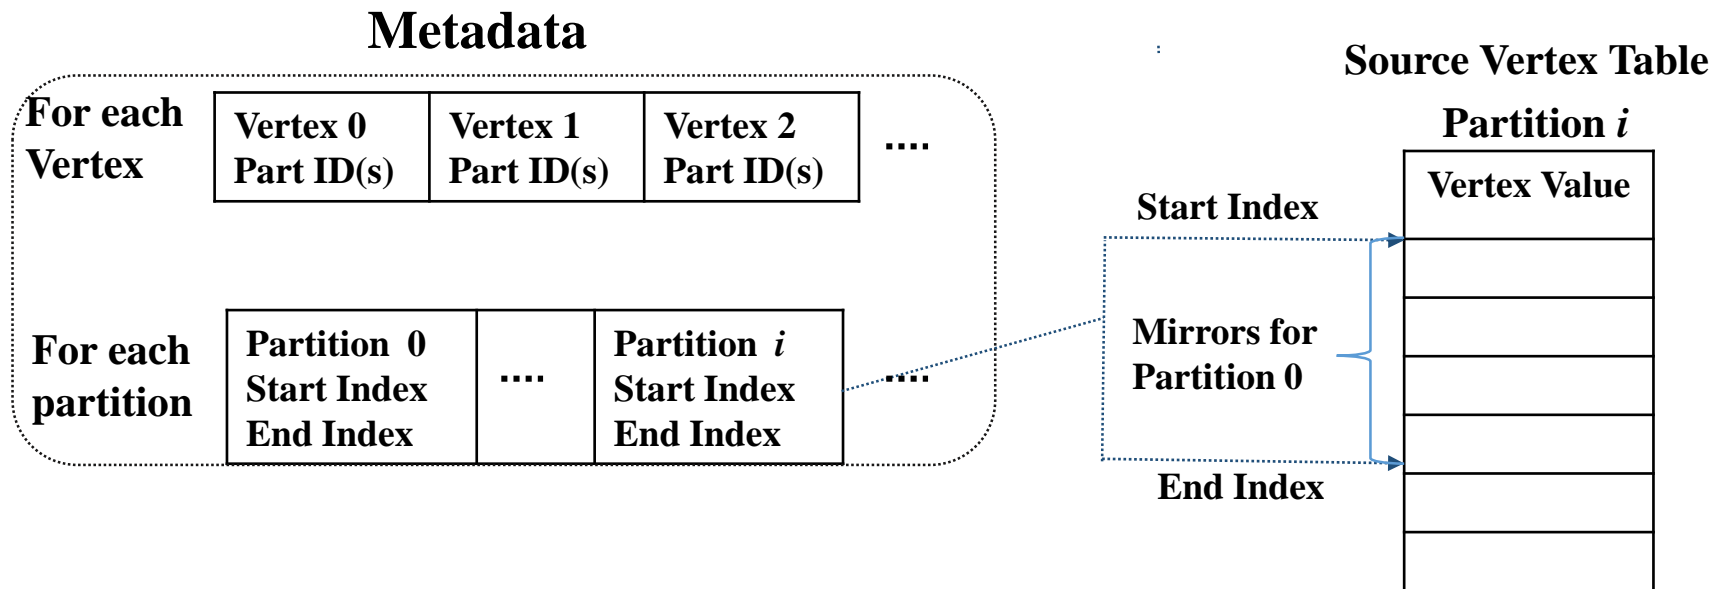 Metadata
For each
Vertex
Vertex 0
Part ID(s)
Vertex 1
Part ID(s)
Vertex 2
Part ID(s)
....
For each
partition
Partition 0
Start Index
End Index
....
Partition i
Start Index
End Index
....
Source Vertex Table
Partition i
Vertex Value
Start Index
Mirrors for
Partition 0
End Index